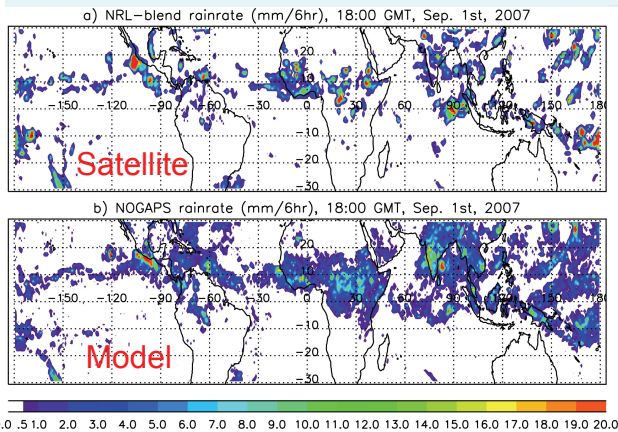 a) NRL-blend rainrate (mm/6hr), 18:00 GMT, Sep. 1st, 2007
20
10
-150 -120 -90 -60 -30 0 30 60 90 120 150 180
-10
-20
-30
Satellite
b) NOGAPS rainrate (mm/6hr), 18:00 GMT, Sep. 1st, 2007
20
10
-150 -120 -90 -60 -30 0 30 60 90 120 150 180
-10
-20
-30
Model
.0 .5 1.0 2.0 3.0 4.0 5.0 6.0 7.0 8.0 9.0 10.0 11.0 12.0 13.0 14.0 15.0 16.0 17.0 18.0 19.0 20.0